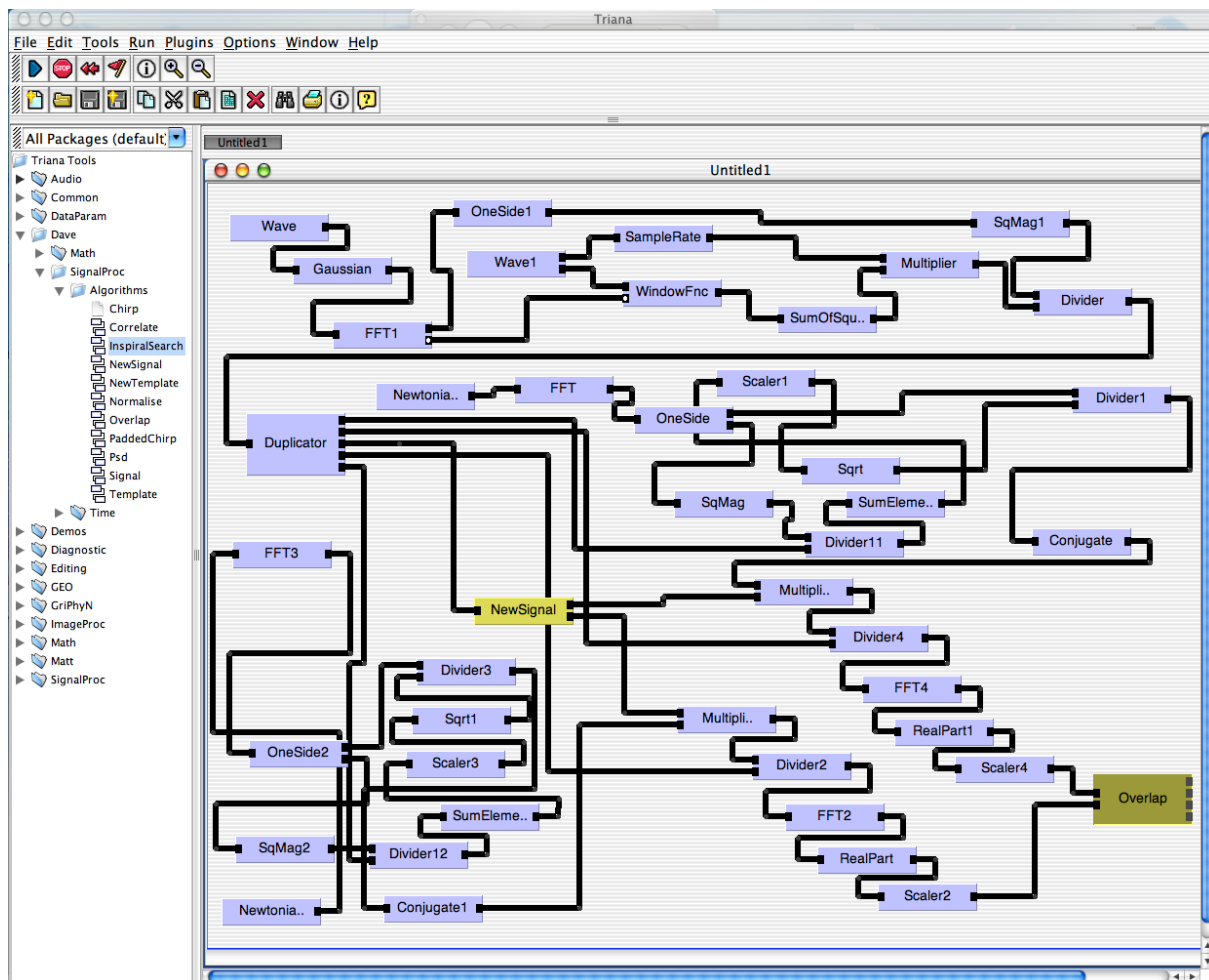 Triana
File Edit Tools Run Plugins Options Window Help
STOP
All Packages (default)
Triana Tools
Audio
Common
DataParam
Dave
Math
SignalProc
Algorithms
Chirp
Correlate
InspiralSearch
NewSignal
NewTemplate
Normalise
Overlap
PaddedChirp
Psd
Signal
Template
Time
Demos
Diagnostic
Editing
GEO
GriPhyN
ImageProc
Math
Matt
SignalProc
Untitled1
Untitled1
Wave
OneSide1
SqMag1
SampleRate
Gaussian
Wave1
Multiplier
WindowFnc
Divider
FFT1
SumOfSqu..
Newtonia..
FFT
Scaler1
Divider1
OneSide
Duplicator
Sqrt
SqMag
SumEleme..
Divider11
Conjugate
FFT3
Multipli..
NewSignal
Divider4
Divider3
FFT4
Sqrt1
Multipli..
RealPart1
OneSide2
Scaler3
Divider2
Scaler4
Overlap
SumEleme..
FFT2
SqMag2
Divider12
RealPart
Scaler2
Newtonia..
Conjugate1